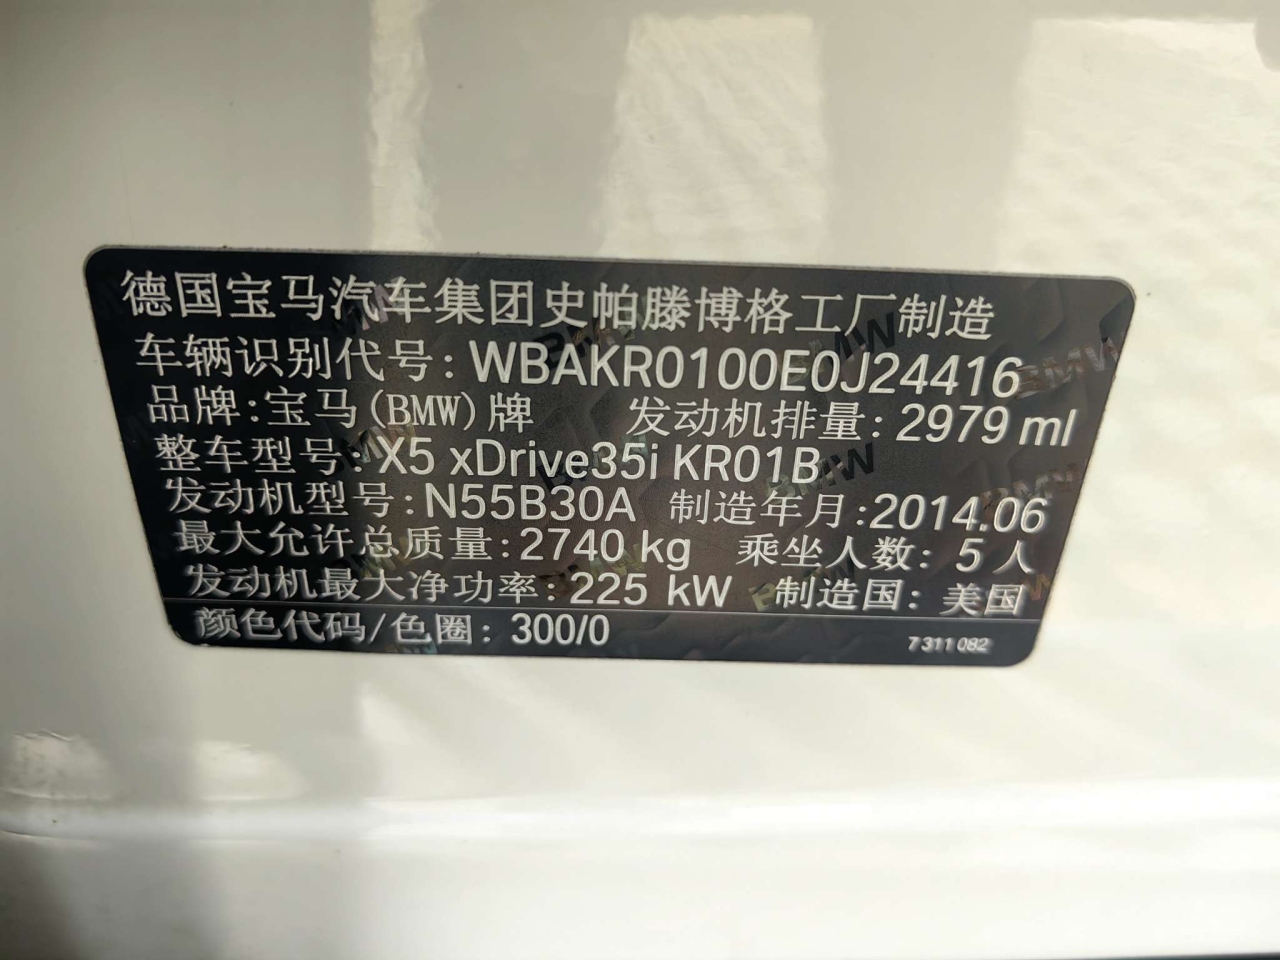 德国宝马汽车集团史帕滕博格工厂制造
车辆识别代号: WBAKR0100E0J24416
品牌:宝马(BMW)牌 发动机排量: 2979 ml
整车型号: X5 xDrive35i KR01B
发动机型号: N55B30A 制造年月:2014.06
最大允许总质量:2740 kg 乘坐人数: 5 人
发动机最大净功率: 225 kW 制造国: 美国
颜色代码/色圈: 300/0 7 311 082